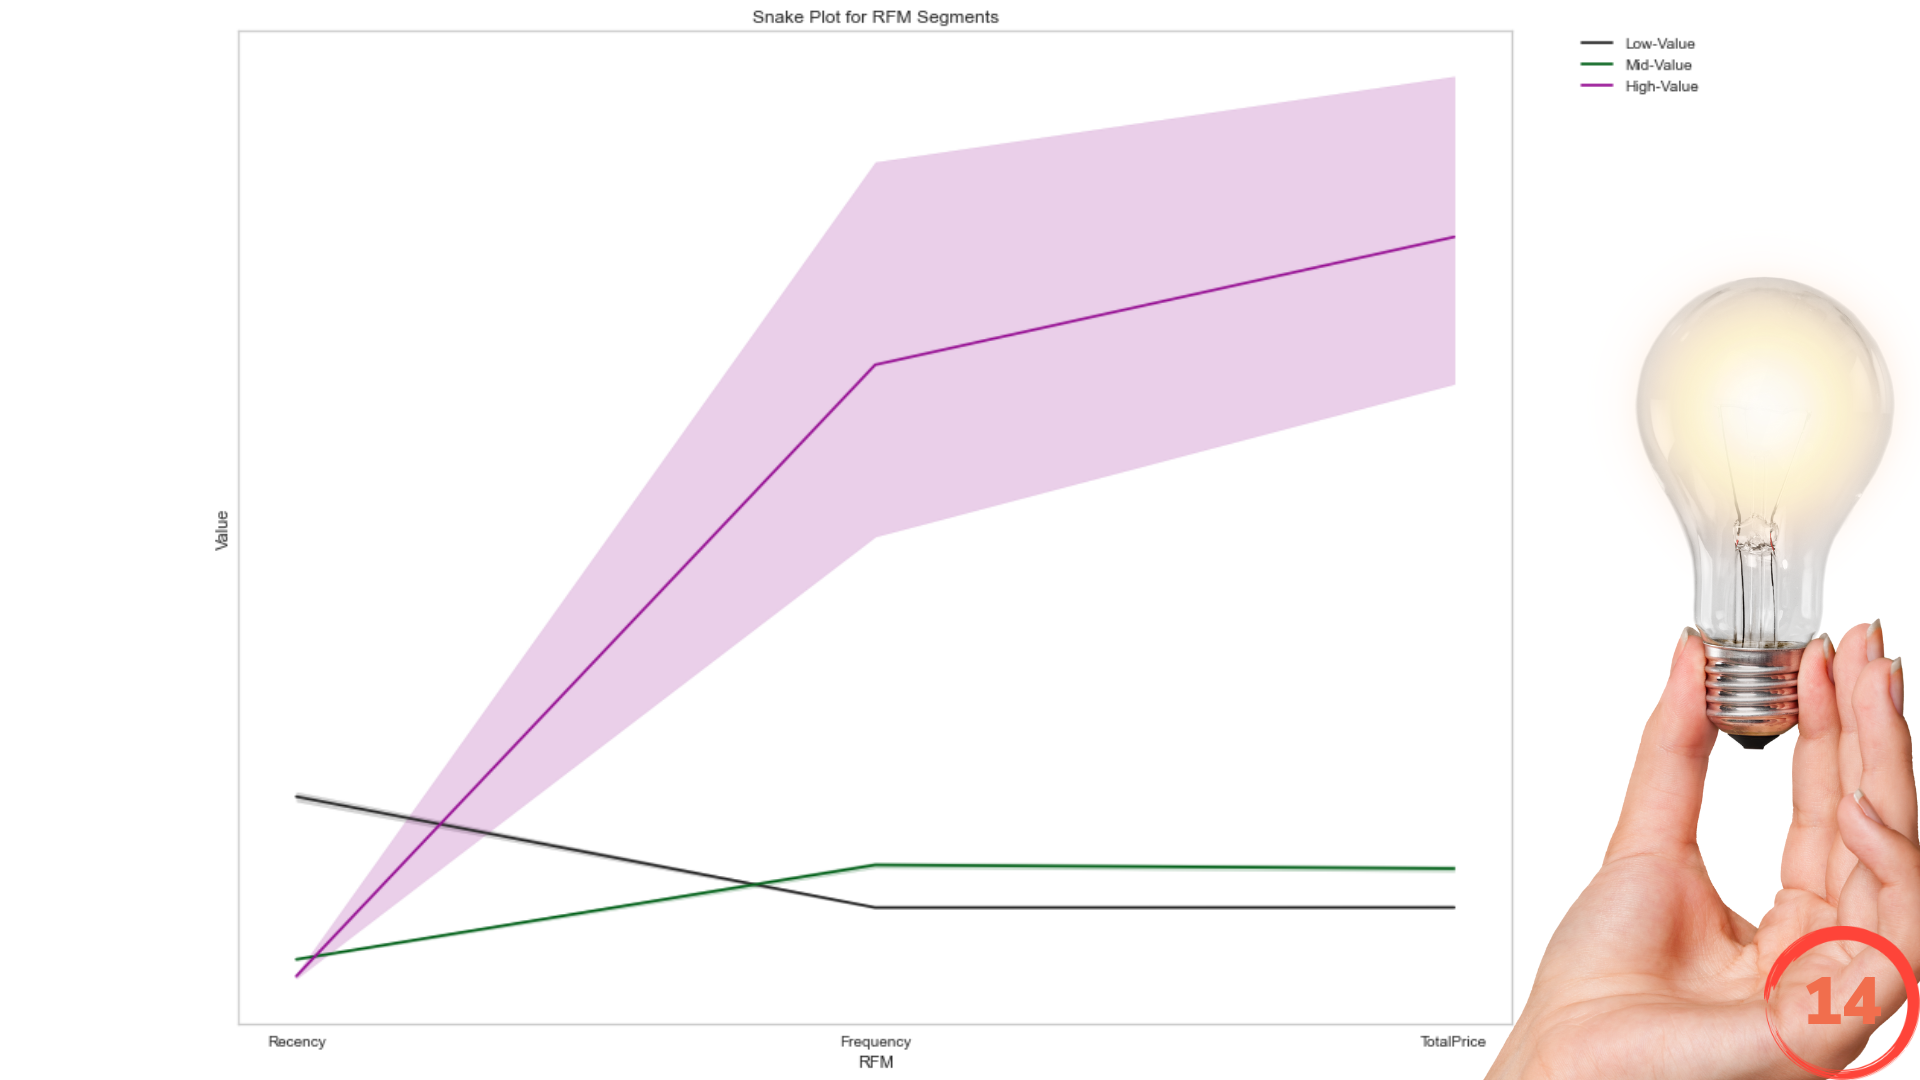 Snake Plot for RFM Segments
Low-Value
Mid-Value
High-Value
Value
Recency
Frequency
TotalPrice
RFM
14